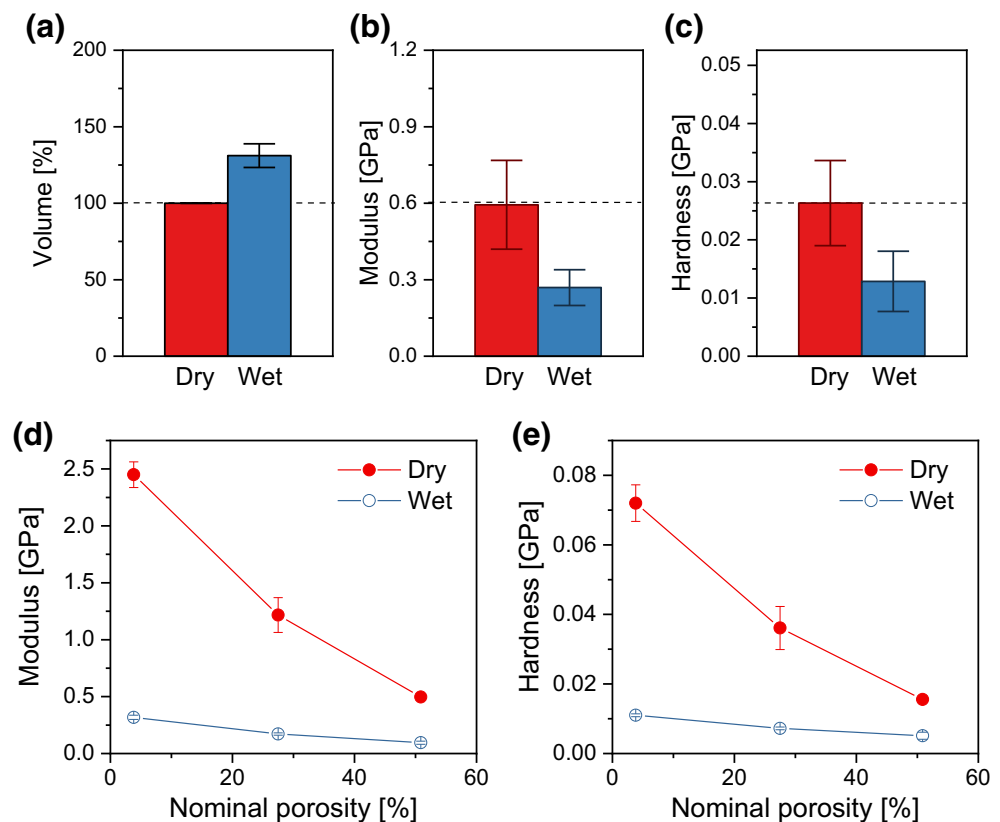 (a)
200
150
100
50
0
Volume [%]
Dry Wet
(b)
1.2
0.9
0.6
0.3
0.0
Modulus [GPa]
Dry Wet
(c)
0.05
0.04
0.03
0.02
0.01
0.00
Hardness [GPa]
Dry Wet
(d)
2.5
2.0
1.5
1.0
0.5
0.0
Modulus [GPa]
Dry
Wet
0 20 40 60
Nominal porosity [%]
(e)
0.08
0.06
0.04
0.02
0.00
Hardness [GPa]
Dry
Wet
0 20 40 60
Nominal porosity [%]